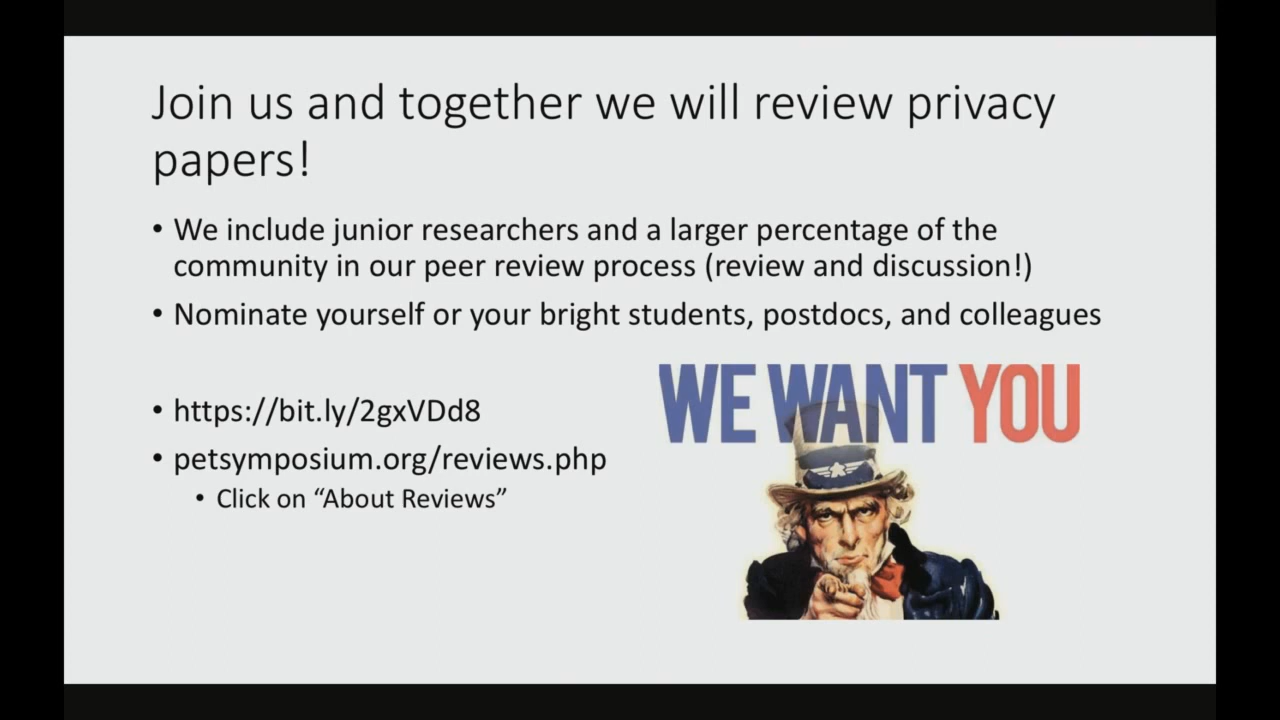 Join us and together we will review privacy
papers!
• We include junior researchers and a larger percentage of the
community in our peer review process (review and discussion!)
• Nominate yourself or your bright students, postdocs, and colleagues
• https://bit.ly/2gxVDd8
• petsymposium.org/reviews.php
• Click on “About Reviews”
WE WANT YOU